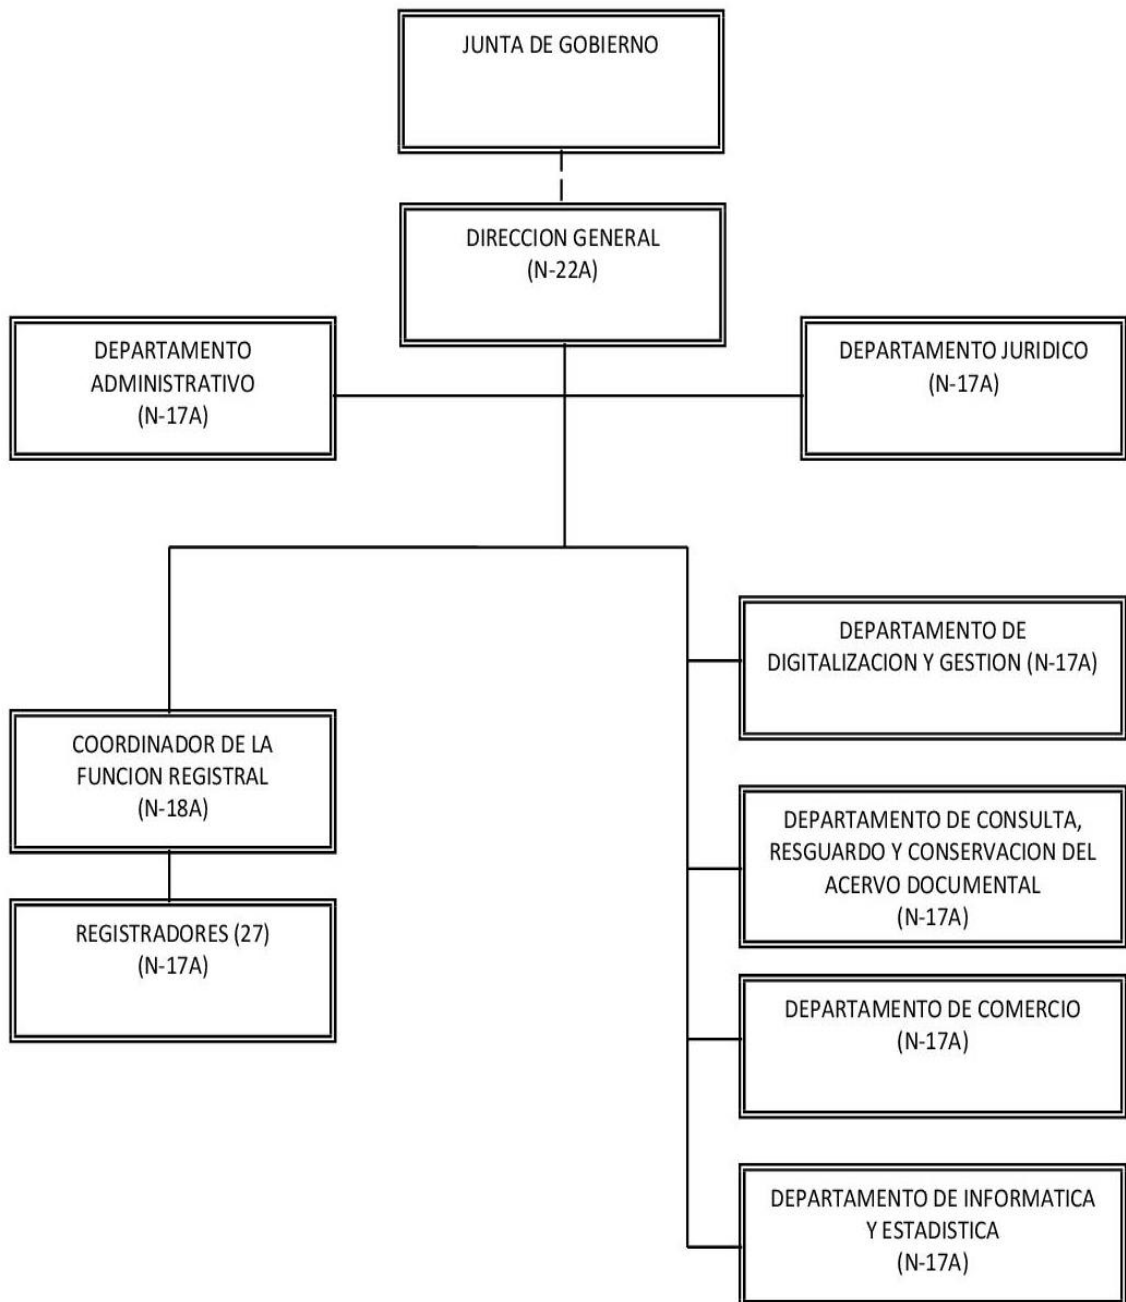 JUNTA DE GOBIERNO
DIRECCION GENERAL
(N-22A)
DEPARTAMENTO
ADMINISTRATIVO
(N-17A)
DEPARTAMENTO JURIDICO
(N-17A)
DEPARTAMENTO DE
DIGITALIZACION Y GESTION (N-17A)
COORDINADOR DE LA
FUNCION REGISTRAL
(N-18A)
DEPARTAMENTO DE CONSULTA,
RESGUARDO Y CONSERVACION DEL
ACERVO DOCUMENTAL
(N-17A)
REGISTRADORES (27)
(N-17A)
DEPARTAMENTO DE COMERCIO
(N-17A)
DEPARTAMENTO DE INFORMATICA
Y ESTADISTICA
(N-17A)